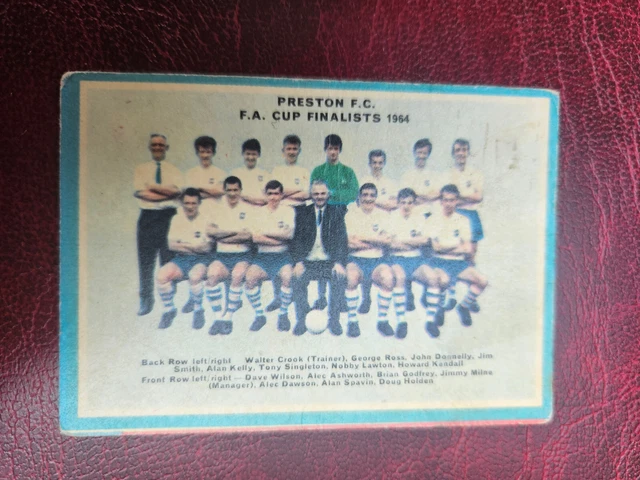 PRESTON F.C.
F.A. CUP FINALISTS 1964
Back Row left/right Walter Crook (Trainer), George Ross, John Donnelly, Jim
Smith, Alan Kelly, Tony Singleton, Nobby Lawton, Howard Kendall
Front Row left/right — Dave Wilson, Alec Ashworth, Brian Godfrey, Jimmy Milne
(Manager), Alec Dawson, Alan Spavin, Doug Holden